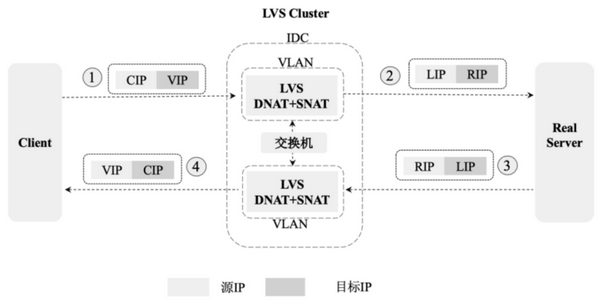 LVS Cluster
IDC
VLAN
① CIP VIP
LVS
DNAT+SNAT
② LIP RIP
Client
交换机
Real
Server
VIP CIP ④
LVS
DNAT+SNAT
RIP LIP ③
VLAN
源IP 目标IP